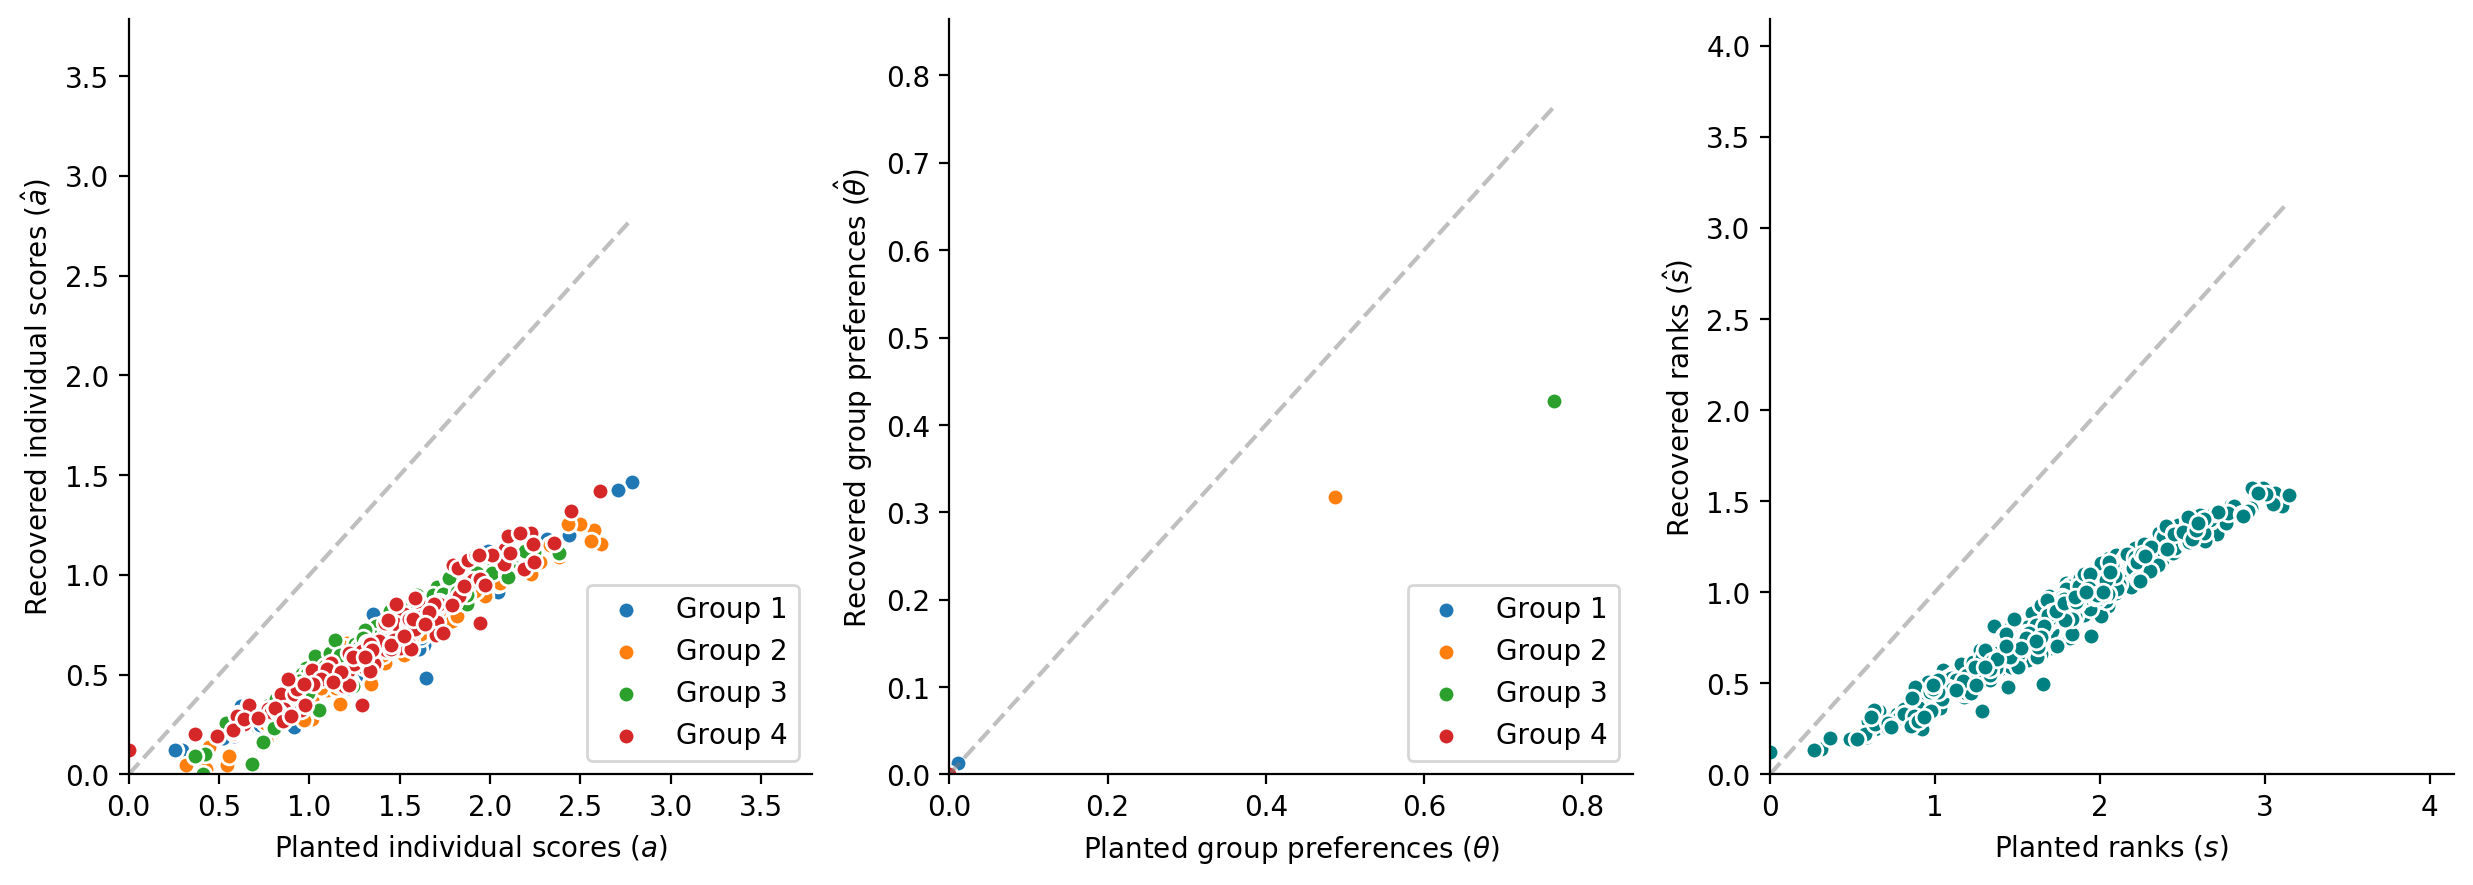 3.5
3.0
2.5
2.0
1.5
1.0
0.5
0.0
Recovered individual scores (â)
0.0 0.5 1.0 1.5 2.0 2.5 3.0 3.5
Planted individual scores (a)
Group 1
Group 2
Group 3
Group 4
0.8
0.7
0.6
0.5
0.4
0.3
0.2
0.1
0.0
Recovered group preferences (θ̂)
0.0 0.2 0.4 0.6 0.8
Planted group preferences (θ)
Group 1
Group 2
Group 3
Group 4
4.0
3.5
3.0
2.5
2.0
1.5
1.0
0.5
0.0
Recovered ranks (ŝ)
0 1 2 3 4
Planted ranks (s)